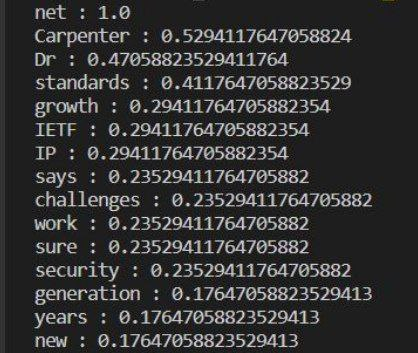 net : 1.0
Carpenter : 0.5294117647058824
Dr : 0.47058823529411764
standards : 0.4117647058823529
growth : 0.29411764705882354
IETF : 0.29411764705882354
IP : 0.29411764705882354
says : 0.23529411764705882
challenges : 0.23529411764705882
work : 0.23529411764705882
sure : 0.23529411764705882
security : 0.23529411764705882
generation : 0.17647058823529413
years : 0.17647058823529413
new : 0.17647058823529413